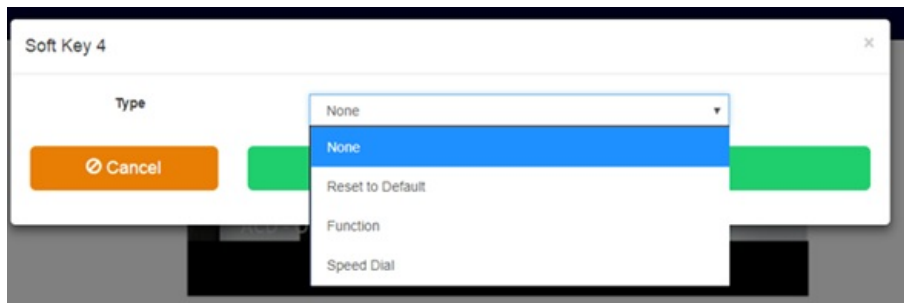 Soft Key 4
×
Type
None
None
Cancel
Reset to Default
Function
Speed Dial